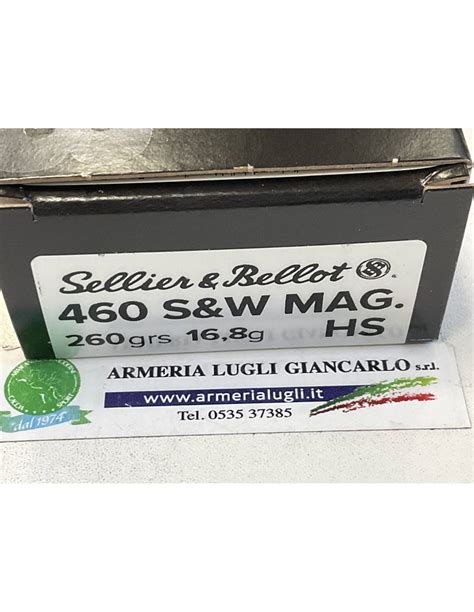 Sellier & Bellot S&B
460 S&W MAG.
260grs 16,8g HS
ARMERIA LUGLI GIANCARLO s.r.l.
www.armerialugli.it
Tel. 0535 37385
dal 1974